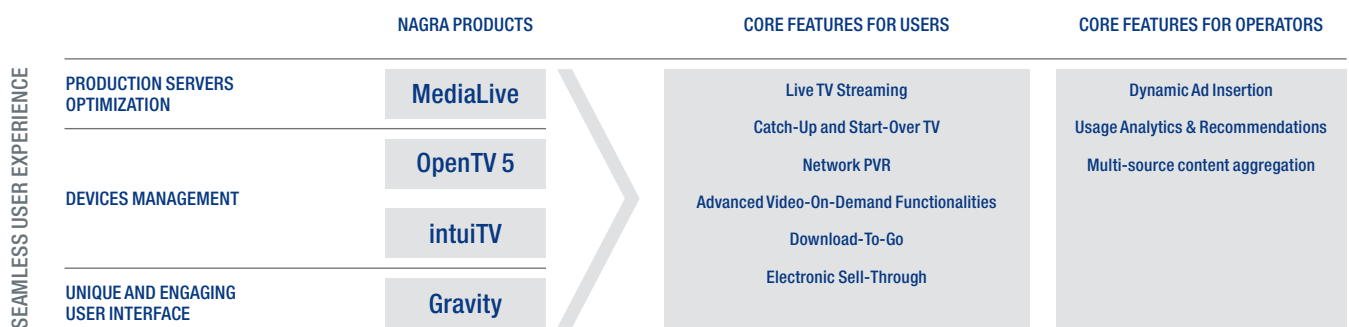 NAGRA PRODUCTS
CORE FEATURES FOR USERS
CORE FEATURES FOR OPERATORS
SEAMLESS USER EXPERIENCE
PRODUCTION SERVERS
OPTIMIZATION
MediaLive
DEVICES MANAGEMENT
OpenTV 5
intuiTV
UNIQUE AND ENGAGING
USER INTERFACE
Gravity
Live TV Streaming
Catch-Up and Start-Over TV
Network PVR
Advanced Video-On-Demand Functionalities
Download-To-Go
Electronic Sell-Through
Dynamic Ad Insertion
Usage Analytics & Recommendations
Multi-source content aggregation